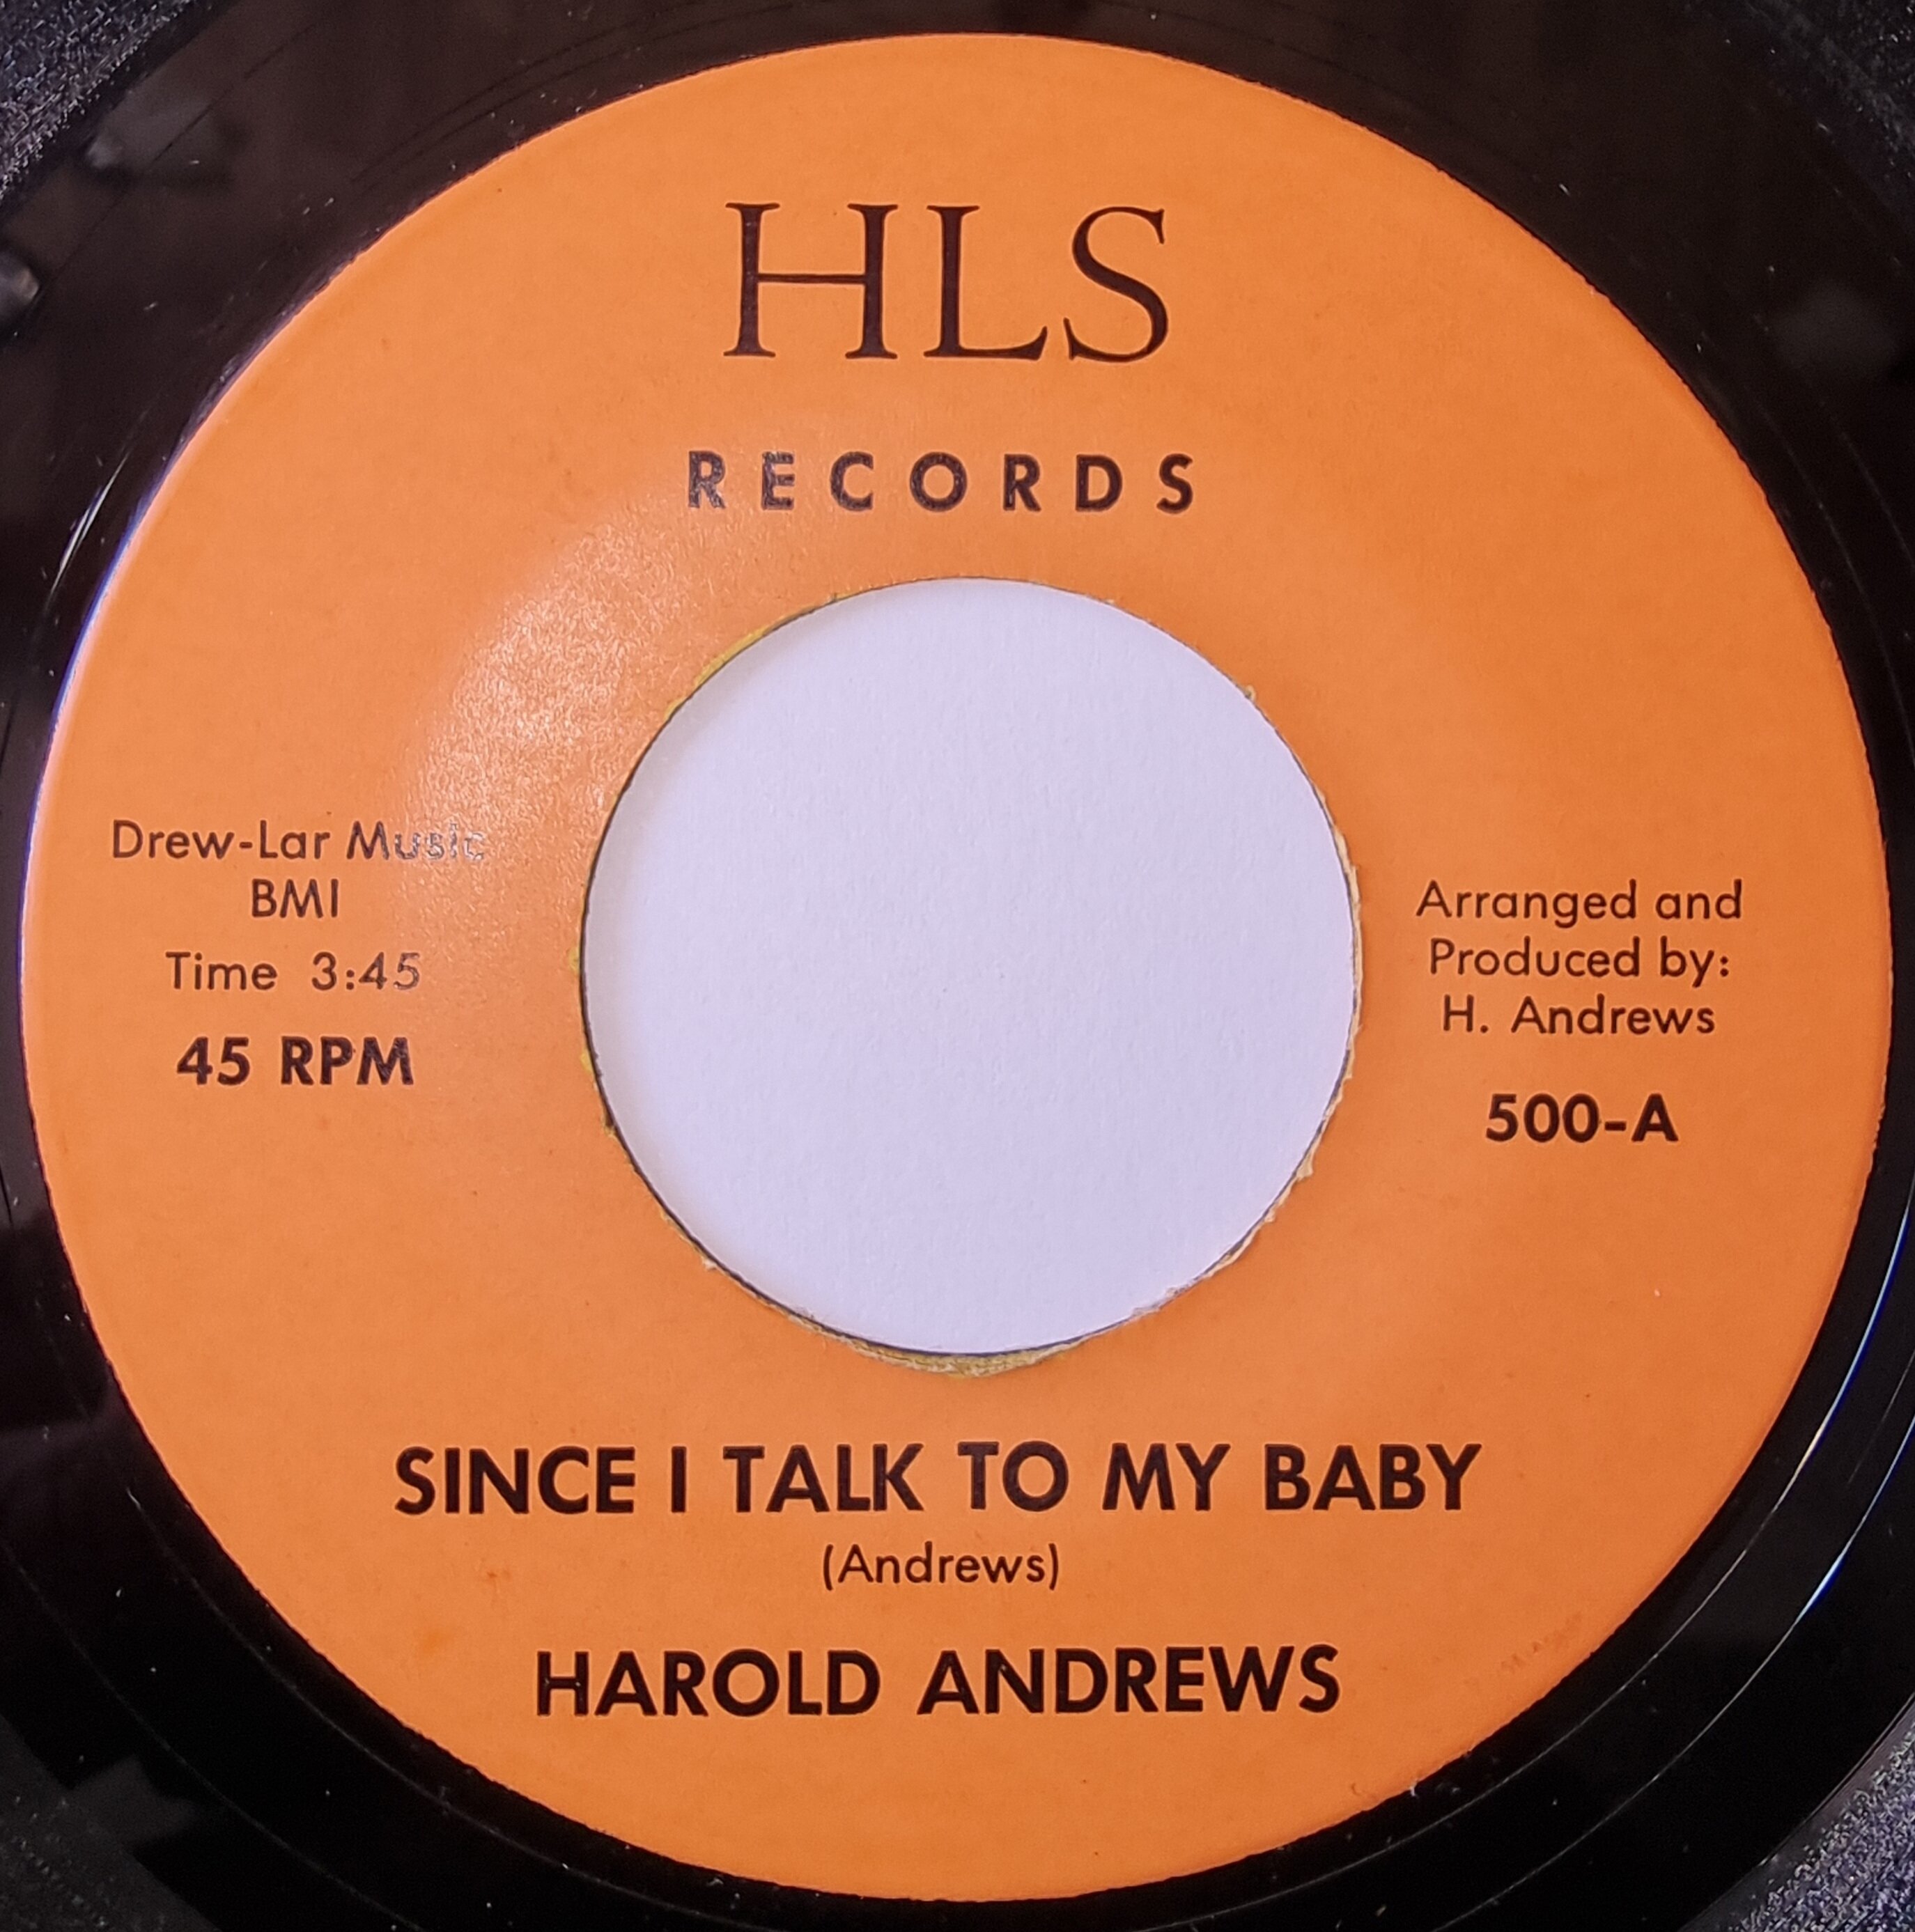 HLS
RECORDS
Drew-Lar Music
BMI
Time 3:45
45 RPM
Arranged and
Produced by:
H. Andrews
500-A
SINCE I TALK TO MY BABY
(Andrews)
HAROLD ANDREWS